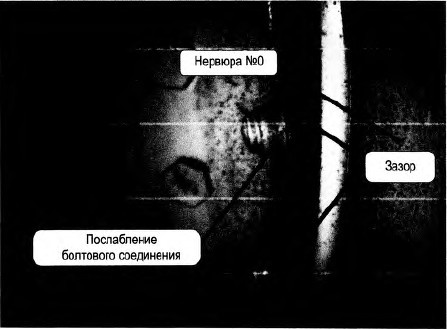 Нервюра №0
Зазор
Послабление
болтового соединения